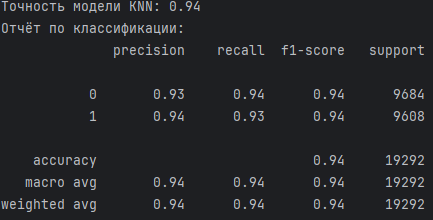 Точность модели KNN: 0.94
Отчёт по классификации:
precision recall f1-score support
0 0.93 0.94 0.94 9684
1 0.94 0.93 0.94 9608
accuracy 0.94 19292
macro avg 0.94 0.94 0.94 19292
weighted avg 0.94 0.94 0.94 19292